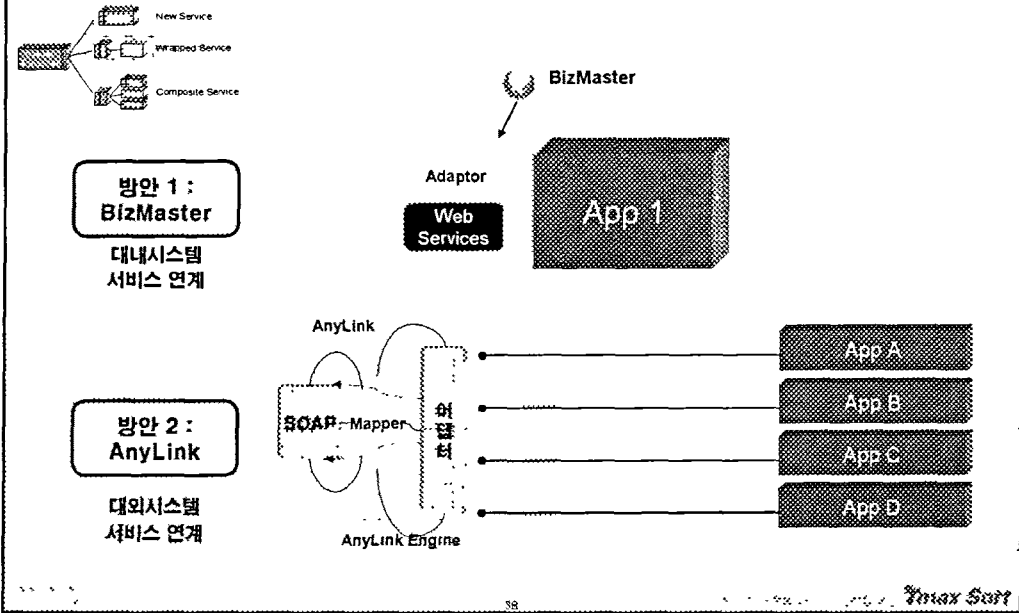 New Service
Wrapped Service
Composite Service
BizMaster
방안 1 :
BizMaster
대내시스템
서비스 연계
Adaptor
Web
Services
App 1
AnyLink
방안 2 :
AnyLink
대외시스템
서비스 연계
SOAP
Mapper
어댑터
AnyLink Engine
App A
App B
App C
App D
38
Tmax Soft